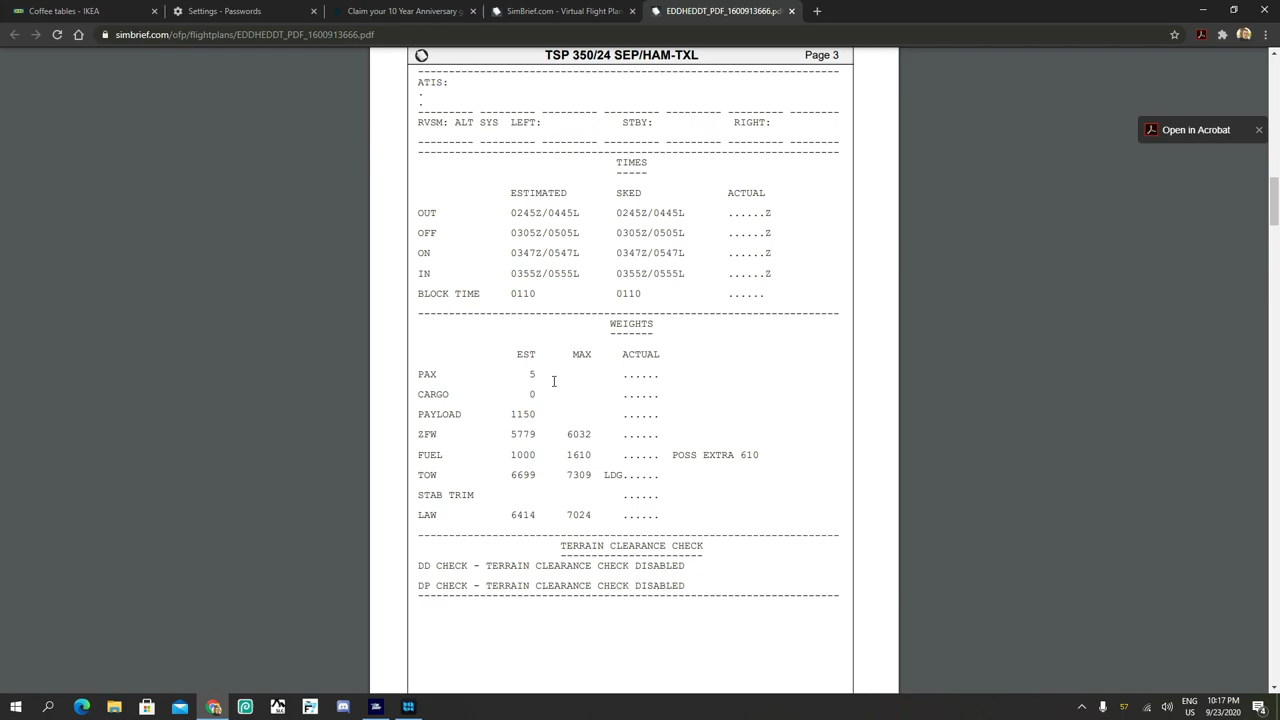 Coffee tables - IKEA
Settings - Passwords
Claim your 10 Year Anniversary g
SimBrief.com - Virtual Flight Plan
EDDHEDDT_PDF_1600913666.pdf
simbrief.com/ofp/flightplans/EDDHEDDT_PDF_1600913666.pdf
TSP 350/24 SEP/HAM-TXL Page 3
ATIS:
.
.
RVSM: ALT SYS LEFT: STBY: RIGHT:
TIMES
ESTIMATED SKED ACTUAL
OUT 0245Z/0445L 0245Z/0445L ......Z
OFF 0305Z/0505L 0305Z/0505L ......Z
ON 0347Z/0547L 0347Z/0547L ......Z
IN 0355Z/0555L 0355Z/0555L ......Z
BLOCK TIME 0110 0110 ......
WEIGHTS
EST MAX ACTUAL
PAX 5 ......
CARGO 0 ......
PAYLOAD 1150 ......
ZFW 5779 6032 ......
FUEL 1000 1610 ...... POSS EXTRA 610
TOW 6699 7309 LDG......
STAB TRIM ......
LAW 6414 7024 ......
TERRAIN CLEARANCE CHECK
DD CHECK - TERRAIN CLEARANCE CHECK DISABLED
DP CHECK - TERRAIN CLEARANCE CHECK DISABLED
Open in Acrobat
57
ENG
US
10:17 PM
9/23/2020